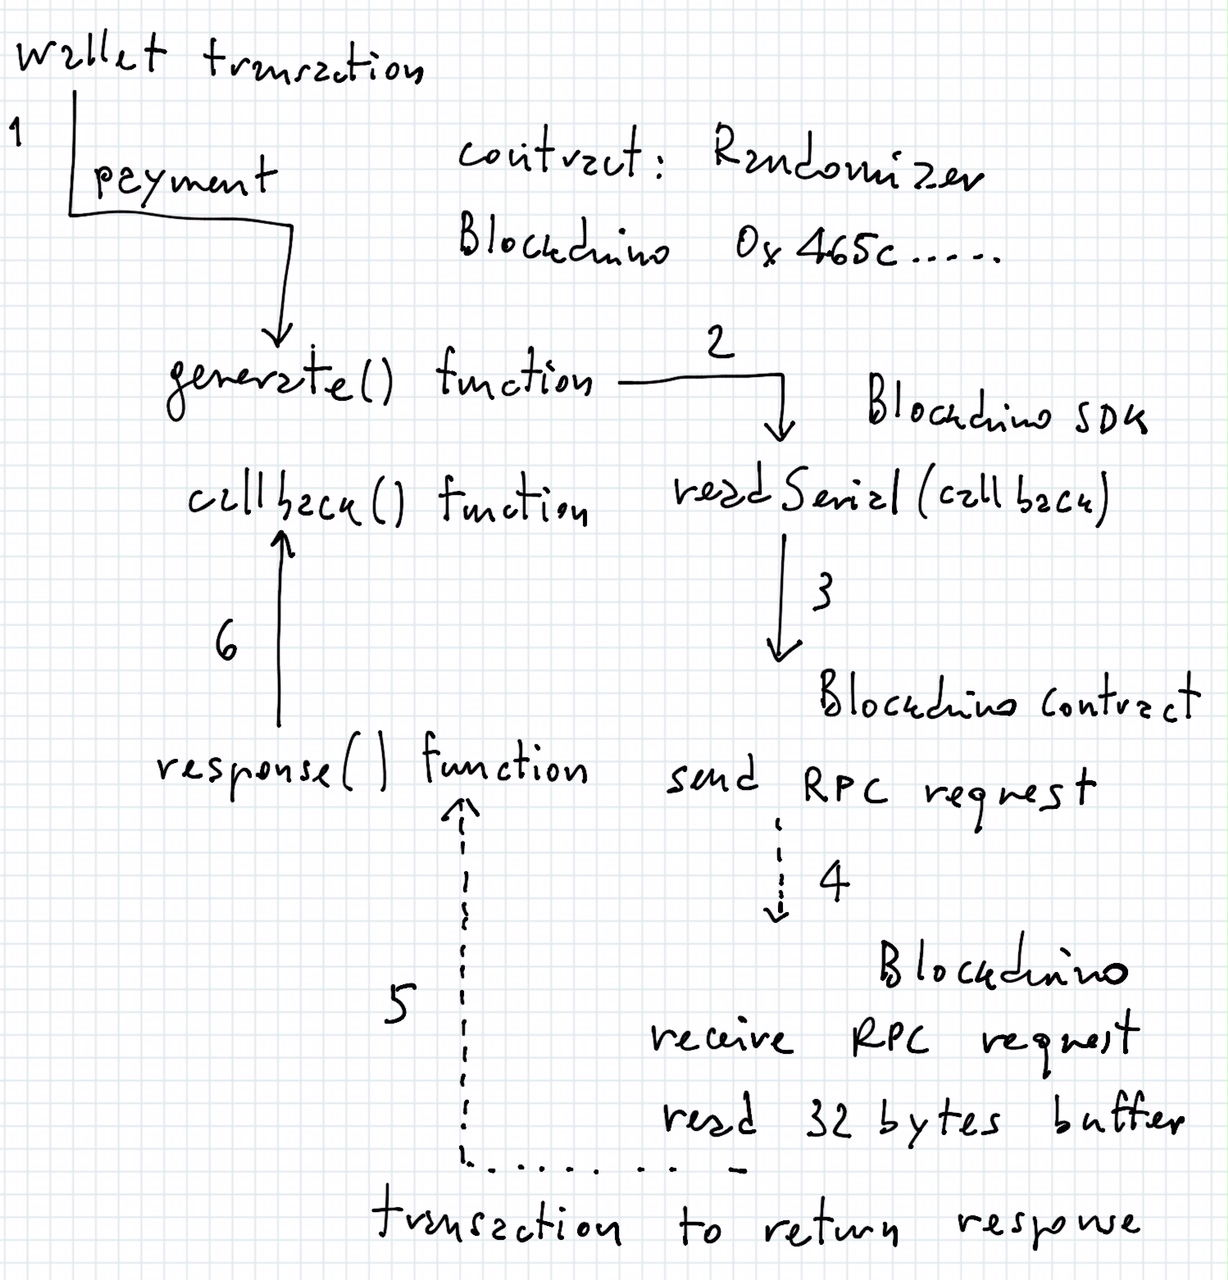 wallet transaction
1
payment
contract: Randomizer
Blockduino 0x465c.....
2
generate() function
Blockduino SDK
callback() function
readSerial(callback)
3
6
Blockduino contract
response() function
send RPC request
4
Blockduino
5
receive RPC request
read 32 bytes buffer
transaction to return response